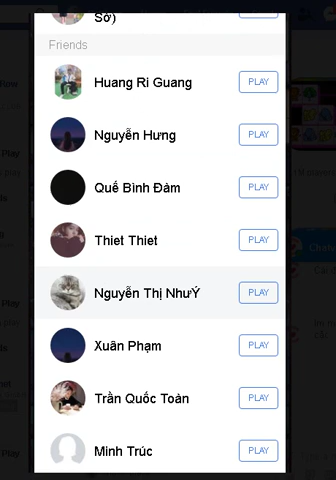 Sở)
Friends
Huang Ri Guang
PLAY
Nguyễn Hưng
PLAY
Quế Bình Đàm
PLAY
Thiet Thiet
PLAY
Nguyễn Thị NhưÝ
PLAY
Xuân Phạm
PLAY
Trần Quốc Toàn
PLAY
Minh Trúc
PLAY